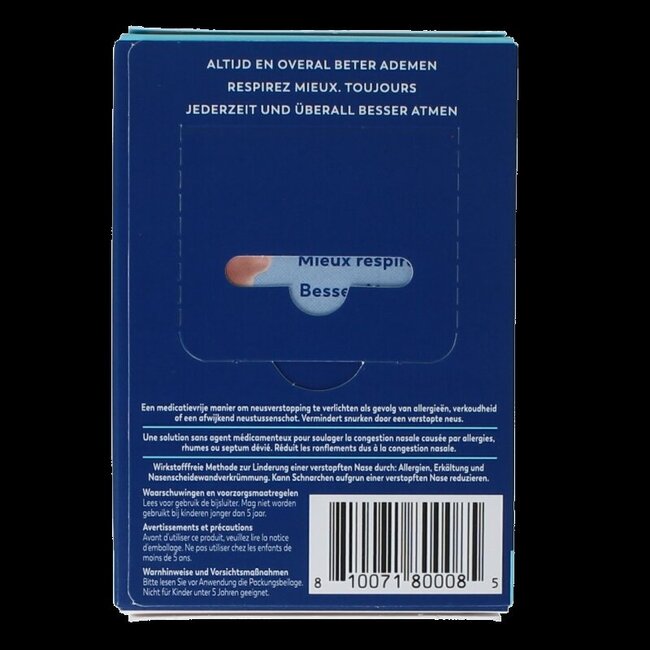 ALTIJD EN OVERAL BETER ADEMEN
RESPIREZ MIEUX. TOUJOURS
JEDERZEIT UND ÜBERALL BESSER ATMEN
Mieux
Een medicatievrije manier om neusverstopping te verlichten als gevolg van allergieën, verkoudheid
of een afwijkend neustussenschot. Vermindert snurken door een verstopte neus.
Une solution sans agent médicamenteux pour soulager la congestion nasale causée par allergies,
rhumes ou septum dévié. Réduit les ronflements dus à la congestion nasale.
Wirkstofffreie Methode zur Linderung einer verstopften Nase durch: Allergien, Erkältung und
Nasenscheidewandverkrümmung. Kann Schnarchen aufgrun einer verstopften Nase reduzieren.
Waarschuwingen en voorzorgsmaatregelen
Lees voor gebruik de bijsluiter. Mag niet worden
gebruikt bij kinderen jonger dan 5 jaar.
Avertissements et précautions
Avant d'utiliser ce produit, veuillez lire la notice
d'emballage. Ne pas utiliser chez les enfants de
moins de 5 ans.
Warnhinweise und Vorsichtsmaßnahmen
Bitte lesen Sie vor Anwendung die Packungsbeilage.
Nicht für Kinder unter 5 Jahren geeignet.
8 10071 80008 5